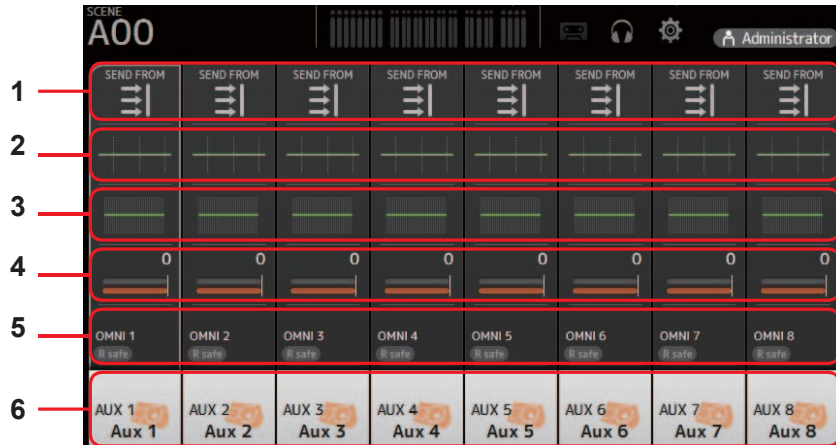 SCENE
A00
Administrator
1
SEND FROM SEND FROM SEND FROM SEND FROM SEND FROM SEND FROM SEND FROM SEND FROM
2
3
4
0 0 0 0 0 0 0 0
5
OMNI 1 OMNI 2 OMNI 3 OMNI 4 OMNI 5 OMNI 6 OMNI 7 OMNI 8
R safe R safe R safe R safe R safe R safe R safe R safe
6
AUX 1 AUX 2 AUX 3 AUX 4 AUX 5 AUX 6 AUX 7 AUX 8
Aux 1 Aux 2 Aux 3 Aux 4 Aux 5 Aux 6 Aux 7 Aux 8